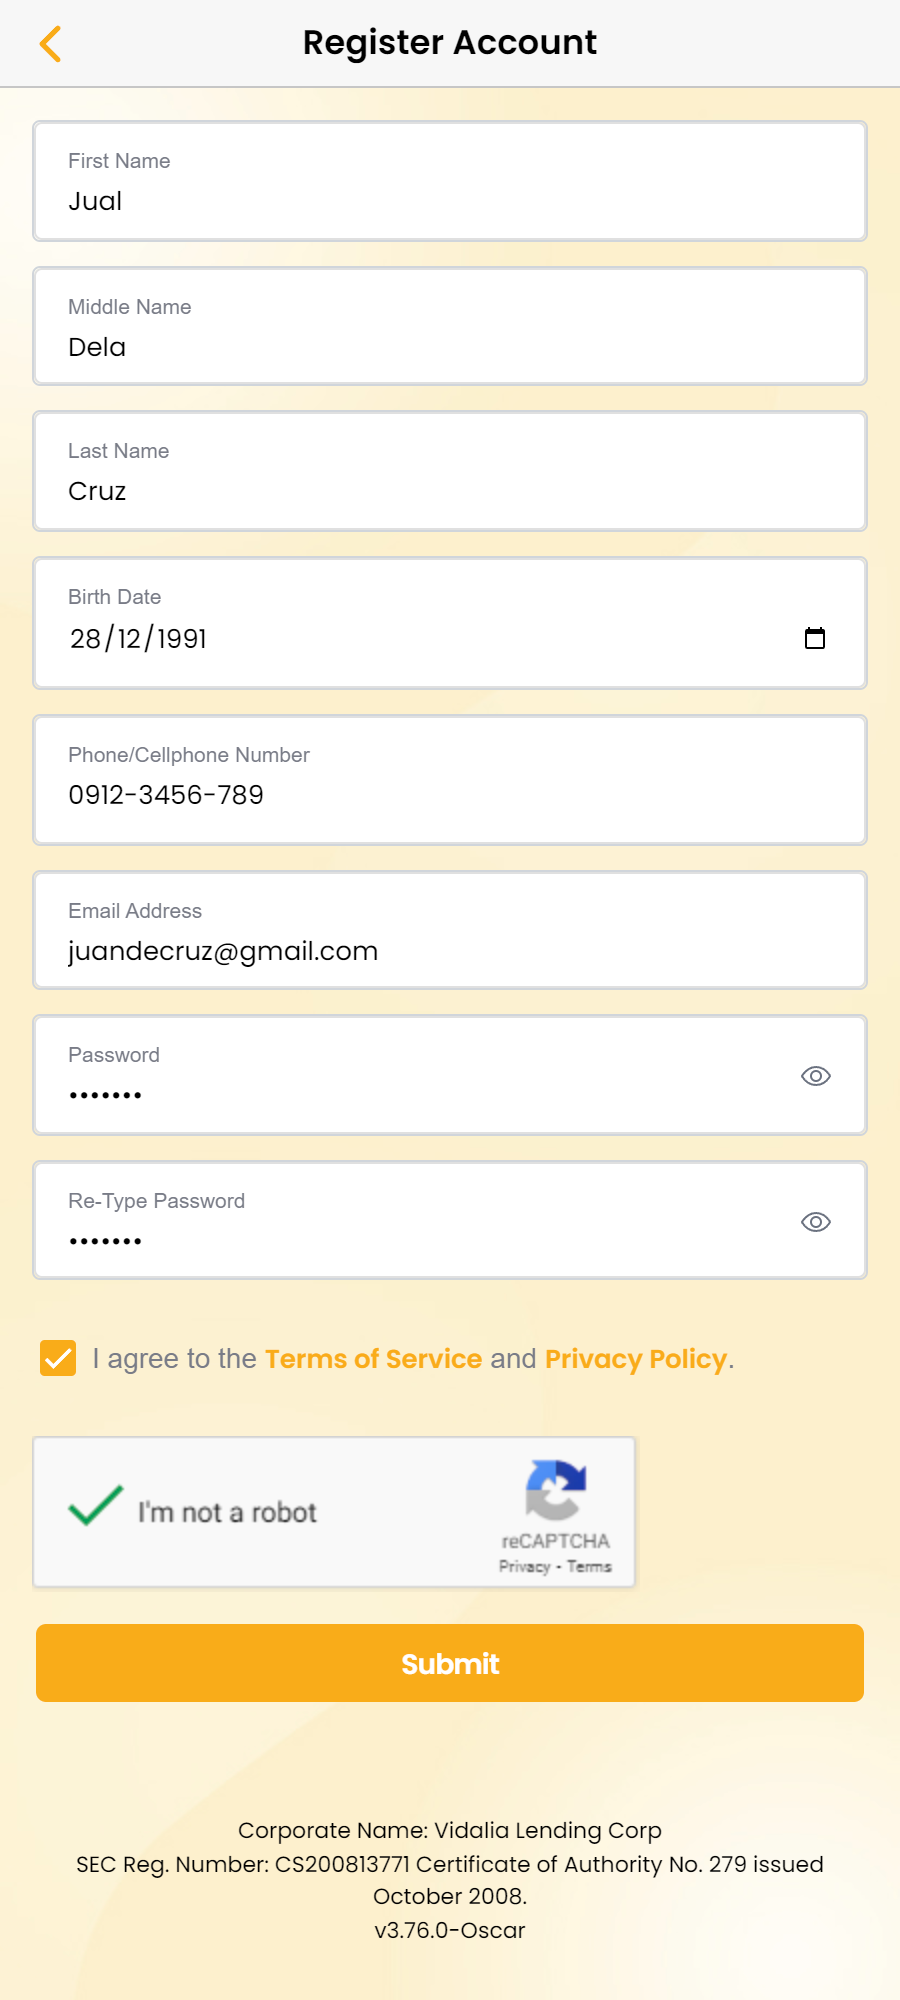 Register Account
First Name
Jual
Middle Name
Dela
Last Name
Cruz
Birth Date
28/12/1991
Phone/Cellphone Number
0912-3456-789
Email Address
juandecruz@gmail.com
Password
•••••••
Re-Type Password
•••••••
I agree to the Terms of Service and Privacy Policy.
I'm not a robot
reCAPTCHA
Privacy - Terms
Submit
Corporate Name: Vidalia Lending Corp
SEC Reg. Number: CS200813771 Certificate of Authority No. 279 issued
October 2008.
v3.76.0-Oscar